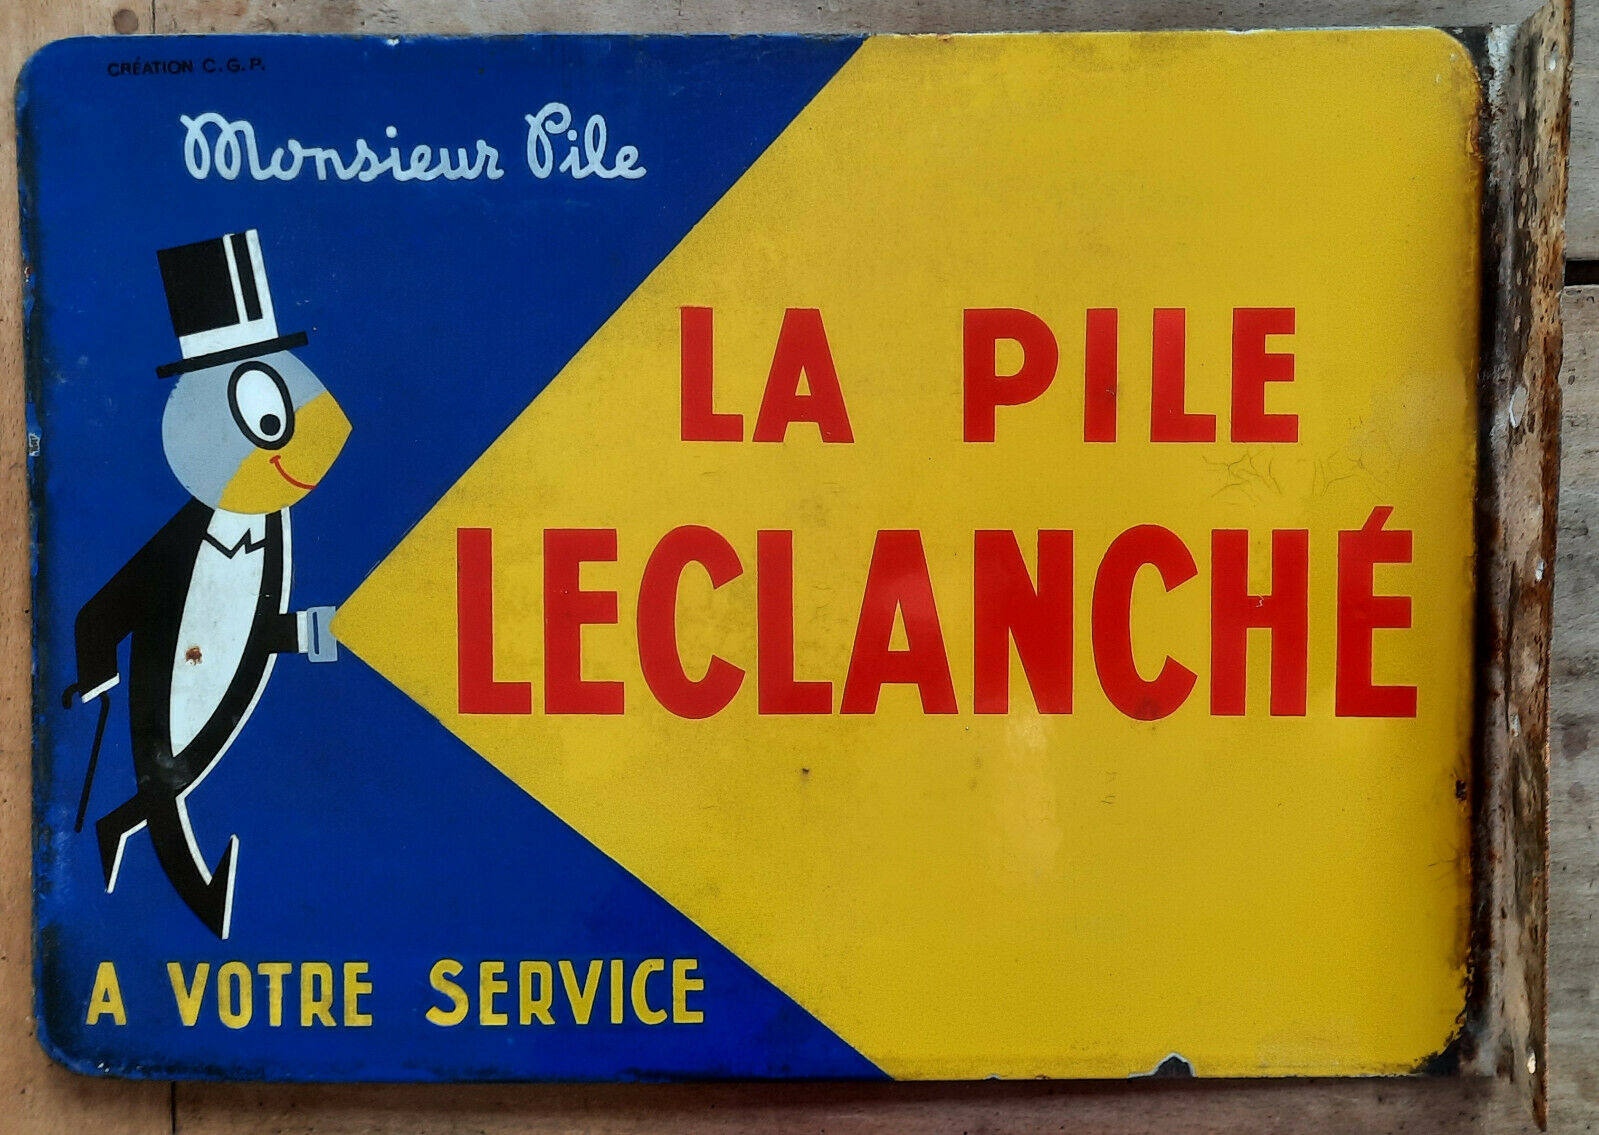 CRÉATION C.G.P.
Monsieur Pile
LA PILE
LECLANCHÉ
A VOTRE SERVICE